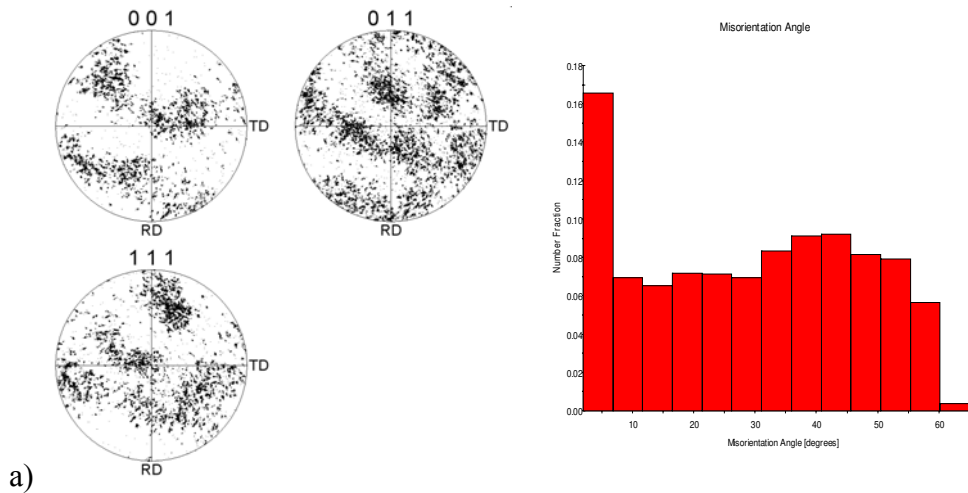 0 0 1
TD
RD
0 1 1
TD
RD
1 1 1
TD
RD
a)
Misorientation Angle
Number Fraction
0.18
0.16
0.14
0.12
0.10
0.08
0.06
0.04
0.02
0.00
10 20 30 40 50 60
Misorientation Angle [degrees]